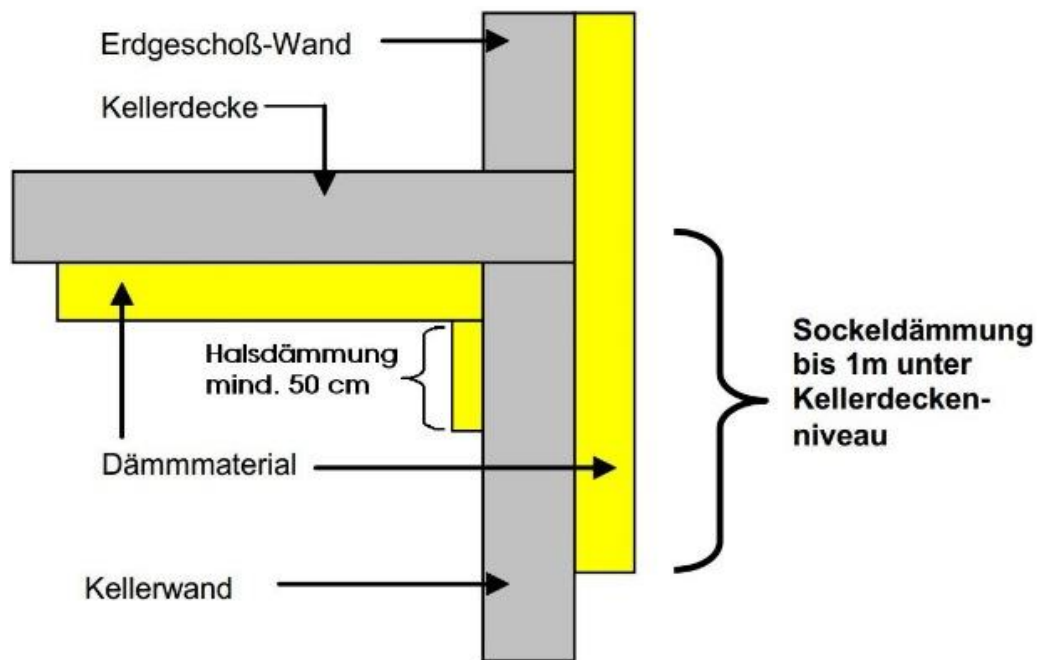 Erdgeschoß-Wand
Kellerdecke
Halsdämmung
mind. 50 cm
Sockeldämmung
bis 1m unter
Kellerdecken-
niveau
Dämmmaterial
Kellerwand